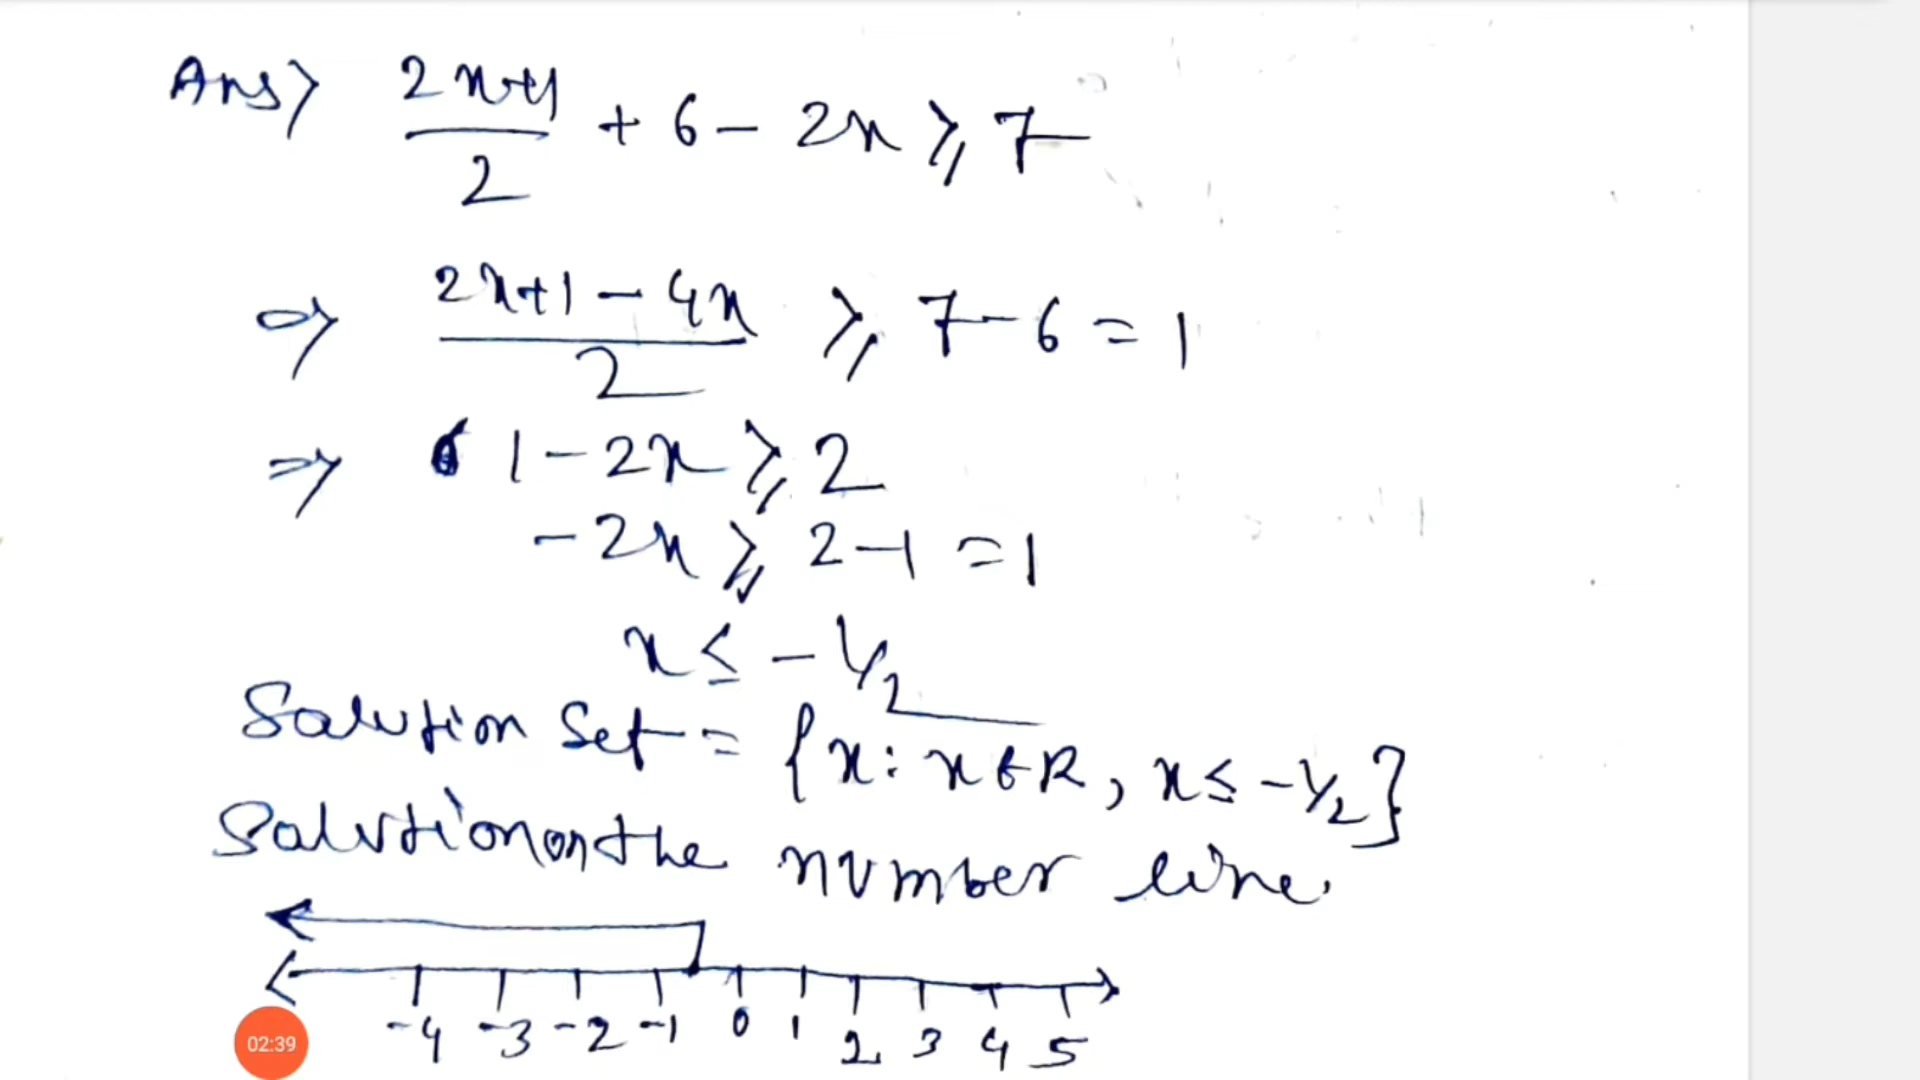 Ans) (2x+1)/2 + 6 - 2x ≥ 7
⇒ (2x+1-4x)/2 ≥ 7-6 = 1
⇒ 1-2x ≥ 2
-2x ≥ 2-1 = 1
x ≤ -1/2
Solution Set = {x: x∈R, x ≤ -1/2}
Solution on the number line.
-4 -3 -2 -1 0 1 2 3 4 5
02:39